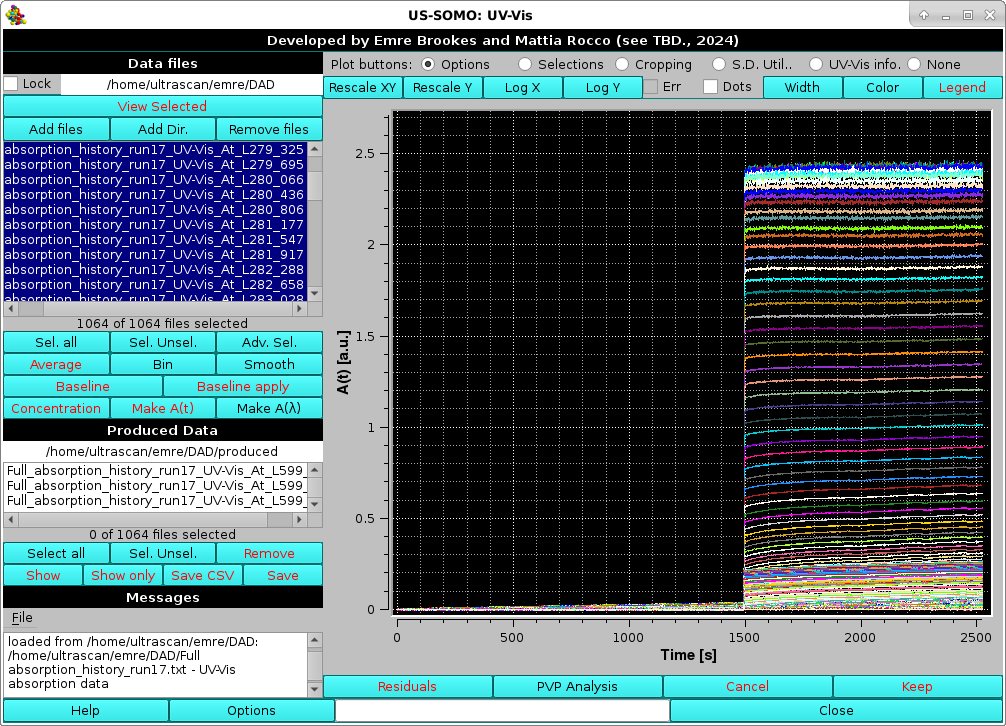 US-SOMO: UV-Vis
Developed by Emre Brookes and Mattia Rocco (see TBD., 2024)
Data files
Lock /home/ultrascan/emre/DAD
View Selected
Add files Add Dir. Remove files
absorption_history_run17_UV-Vis_At_L279_325
absorption_history_run17_UV-Vis_At_L279_695
absorption_history_run17_UV-Vis_At_L280_066
absorption_history_run17_UV-Vis_At_L280_436
absorption_history_run17_UV-Vis_At_L280_806
absorption_history_run17_UV-Vis_At_L281_177
absorption_history_run17_UV-Vis_At_L281_547
absorption_history_run17_UV-Vis_At_L281_917
absorption_history_run17_UV-Vis_At_L282_288
absorption_history_run17_UV-Vis_At_L282_658
absorption_history_run17_UV-Vis_At_L283_028
1064 of 1064 files selected
Sel. all Sel. Unsel. Adv. Sel.
Average Bin Smooth
Baseline Baseline apply
Concentration Make A(t) Make A(λ)
Produced Data
/home/ultrascan/emre/DAD/produced
Full_absorption_history_run17_UV-Vis_At_L599_
Full_absorption_history_run17_UV-Vis_At_L599_
Full_absorption_history_run17_UV-Vis_At_L599_
0 of 1064 files selected
Select all Sel. Unsel. Remove
Show Show only Save CSV Save
Messages
File
loaded from /home/ultrascan/emre/DAD:
/home/ultrascan/emre/DAD/Full
absorption_history_run17.txt - UV-Vis
absorption data
Help Options
Plot buttons: Options Selections Cropping S.D. Util.. UV-Vis info. None
Rescale XY Rescale Y Log X Log Y Err Dots Width Color Legend
A(t) [a.u.]
2.5
2
1.5
1
0.5
0
0 500 1000 1500 2000 2500
Time [s]
Residuals PVP Analysis Cancel Keep
Close